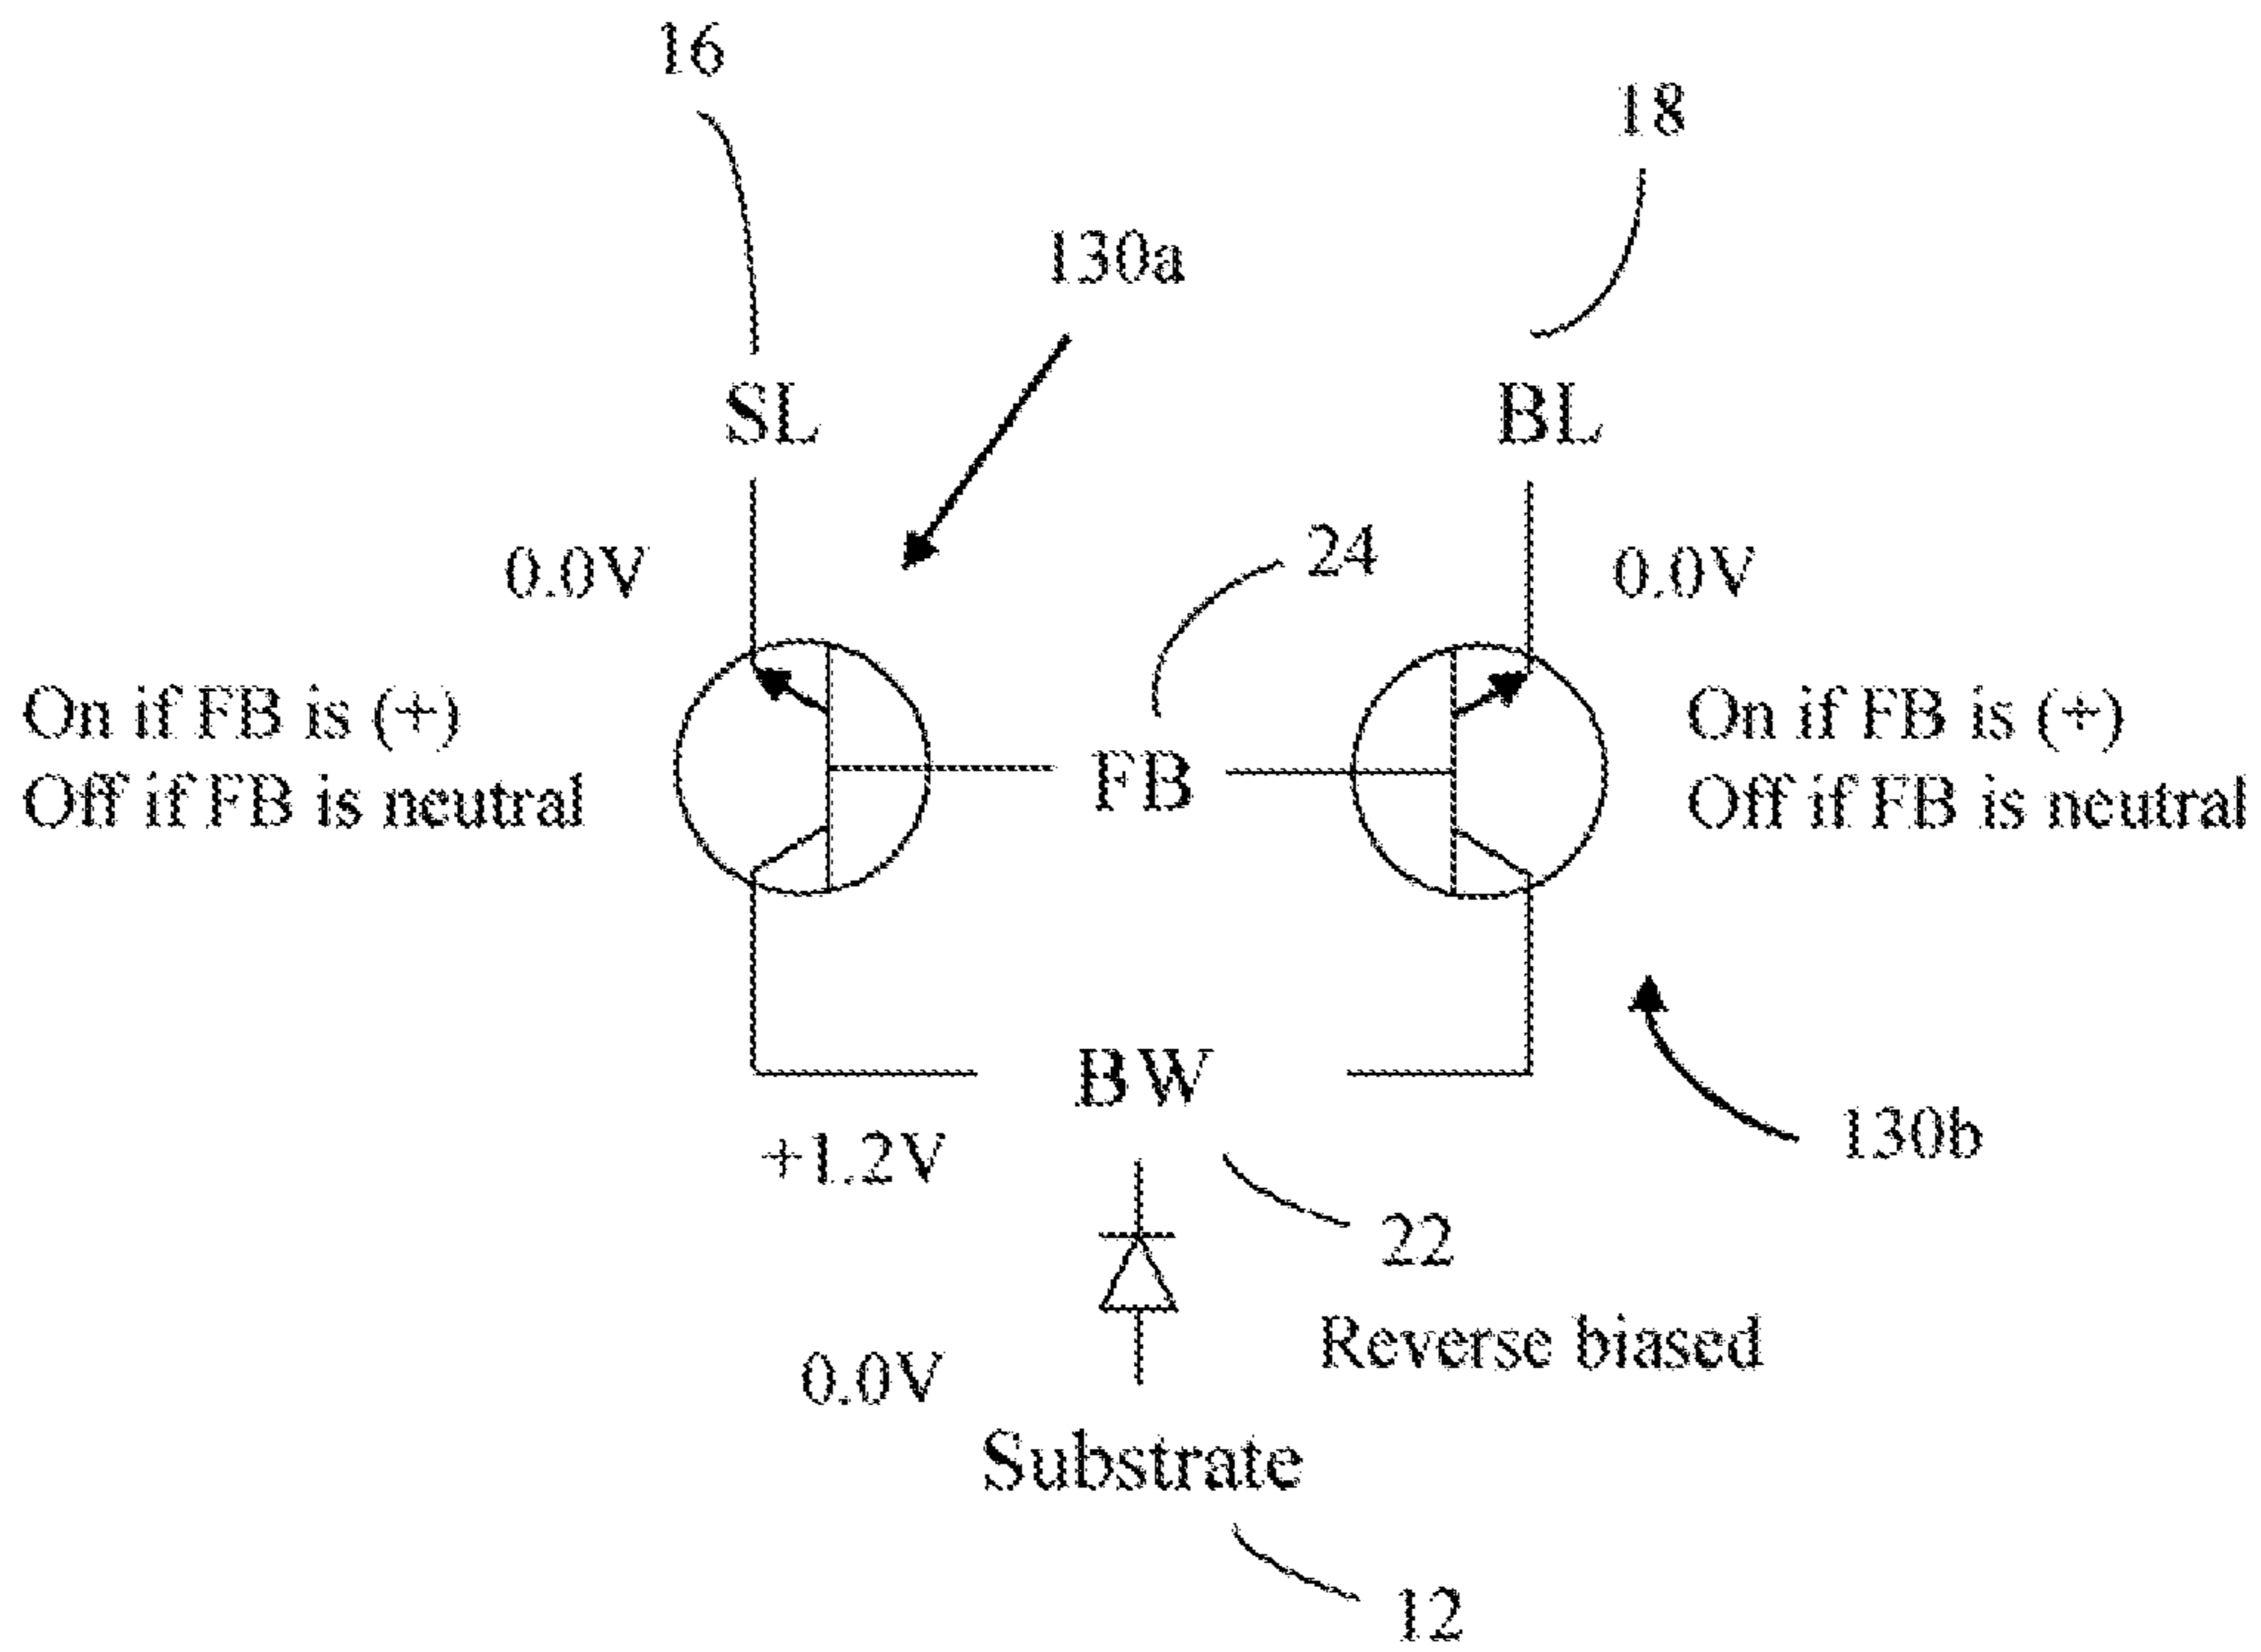 16
18
130a
SL
BL
24
0.0V
0.0V
On if FB is (+)
Off if FB is neutral
FB
On if FB is (+)
Off if FB is neutral
BW
+1.2V
130b
22
Reverse biased
0.0V
Substrate
12